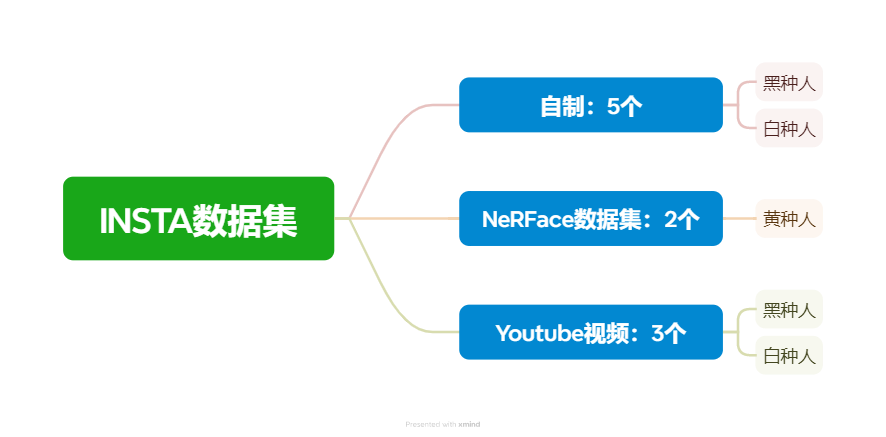 自制：5个
黑种人
白种人
INSTA数据集
NeRFace数据集：2个
黄种人
Youtube视频：3个
黑种人
白种人
Presented with xmind